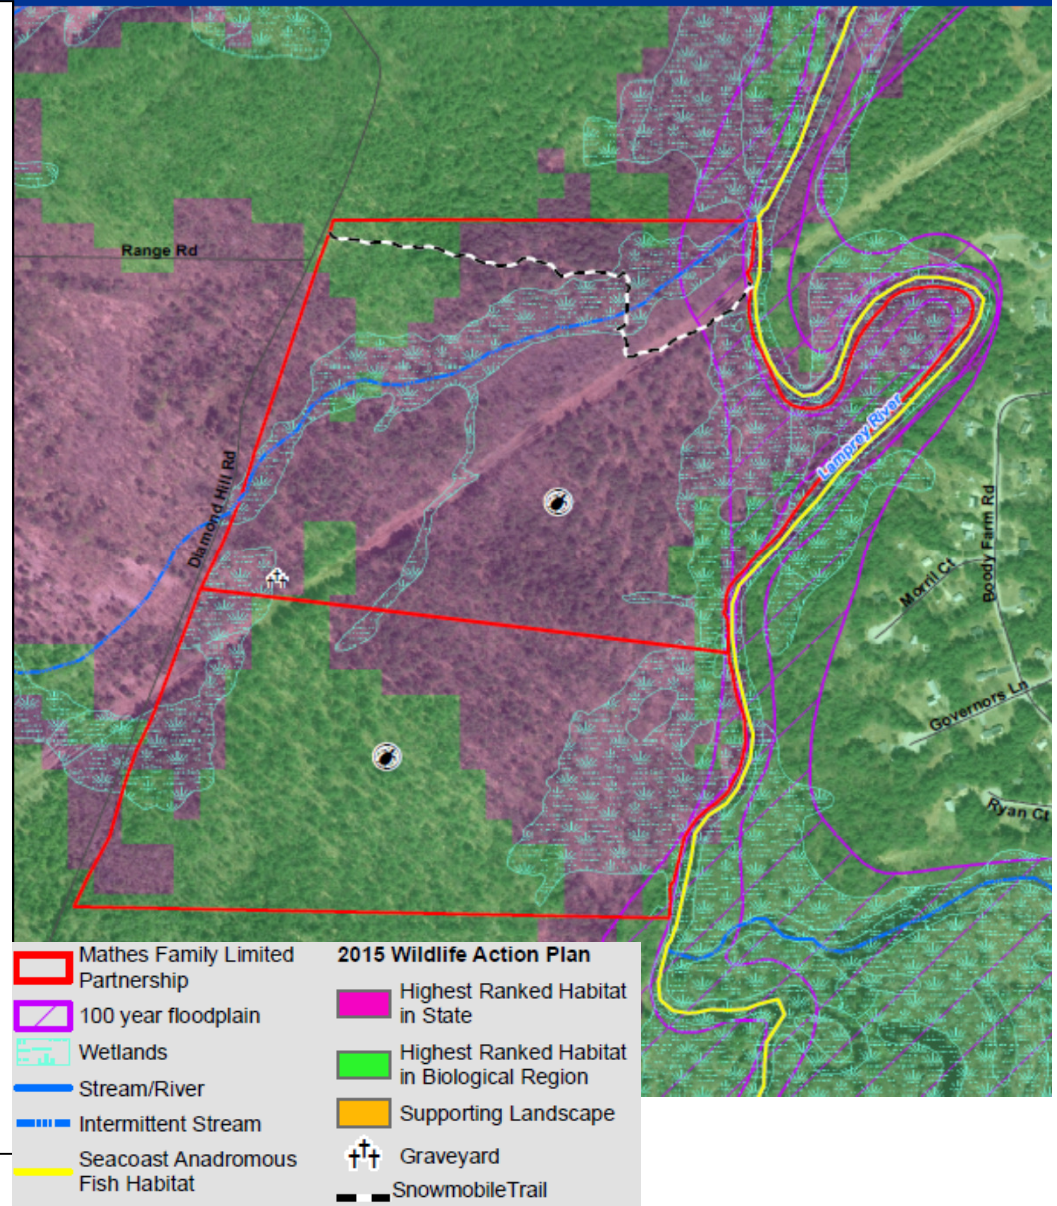 Range Rd
Diamond Hill Rd
Lamprey River
Boody Farm Rd
Morril Ct
Governors Ln
Ryan Ct
Mathes Family Limited
Partnership
100 year floodplain
Wetlands
Stream/River
Intermittent Stream
Seacoast Anadromous
Fish Habitat
2015 Wildlife Action Plan
Highest Ranked Habitat
in State
Highest Ranked Habitat
in Biological Region
Supporting Landscape
Graveyard
SnowmobileTrail